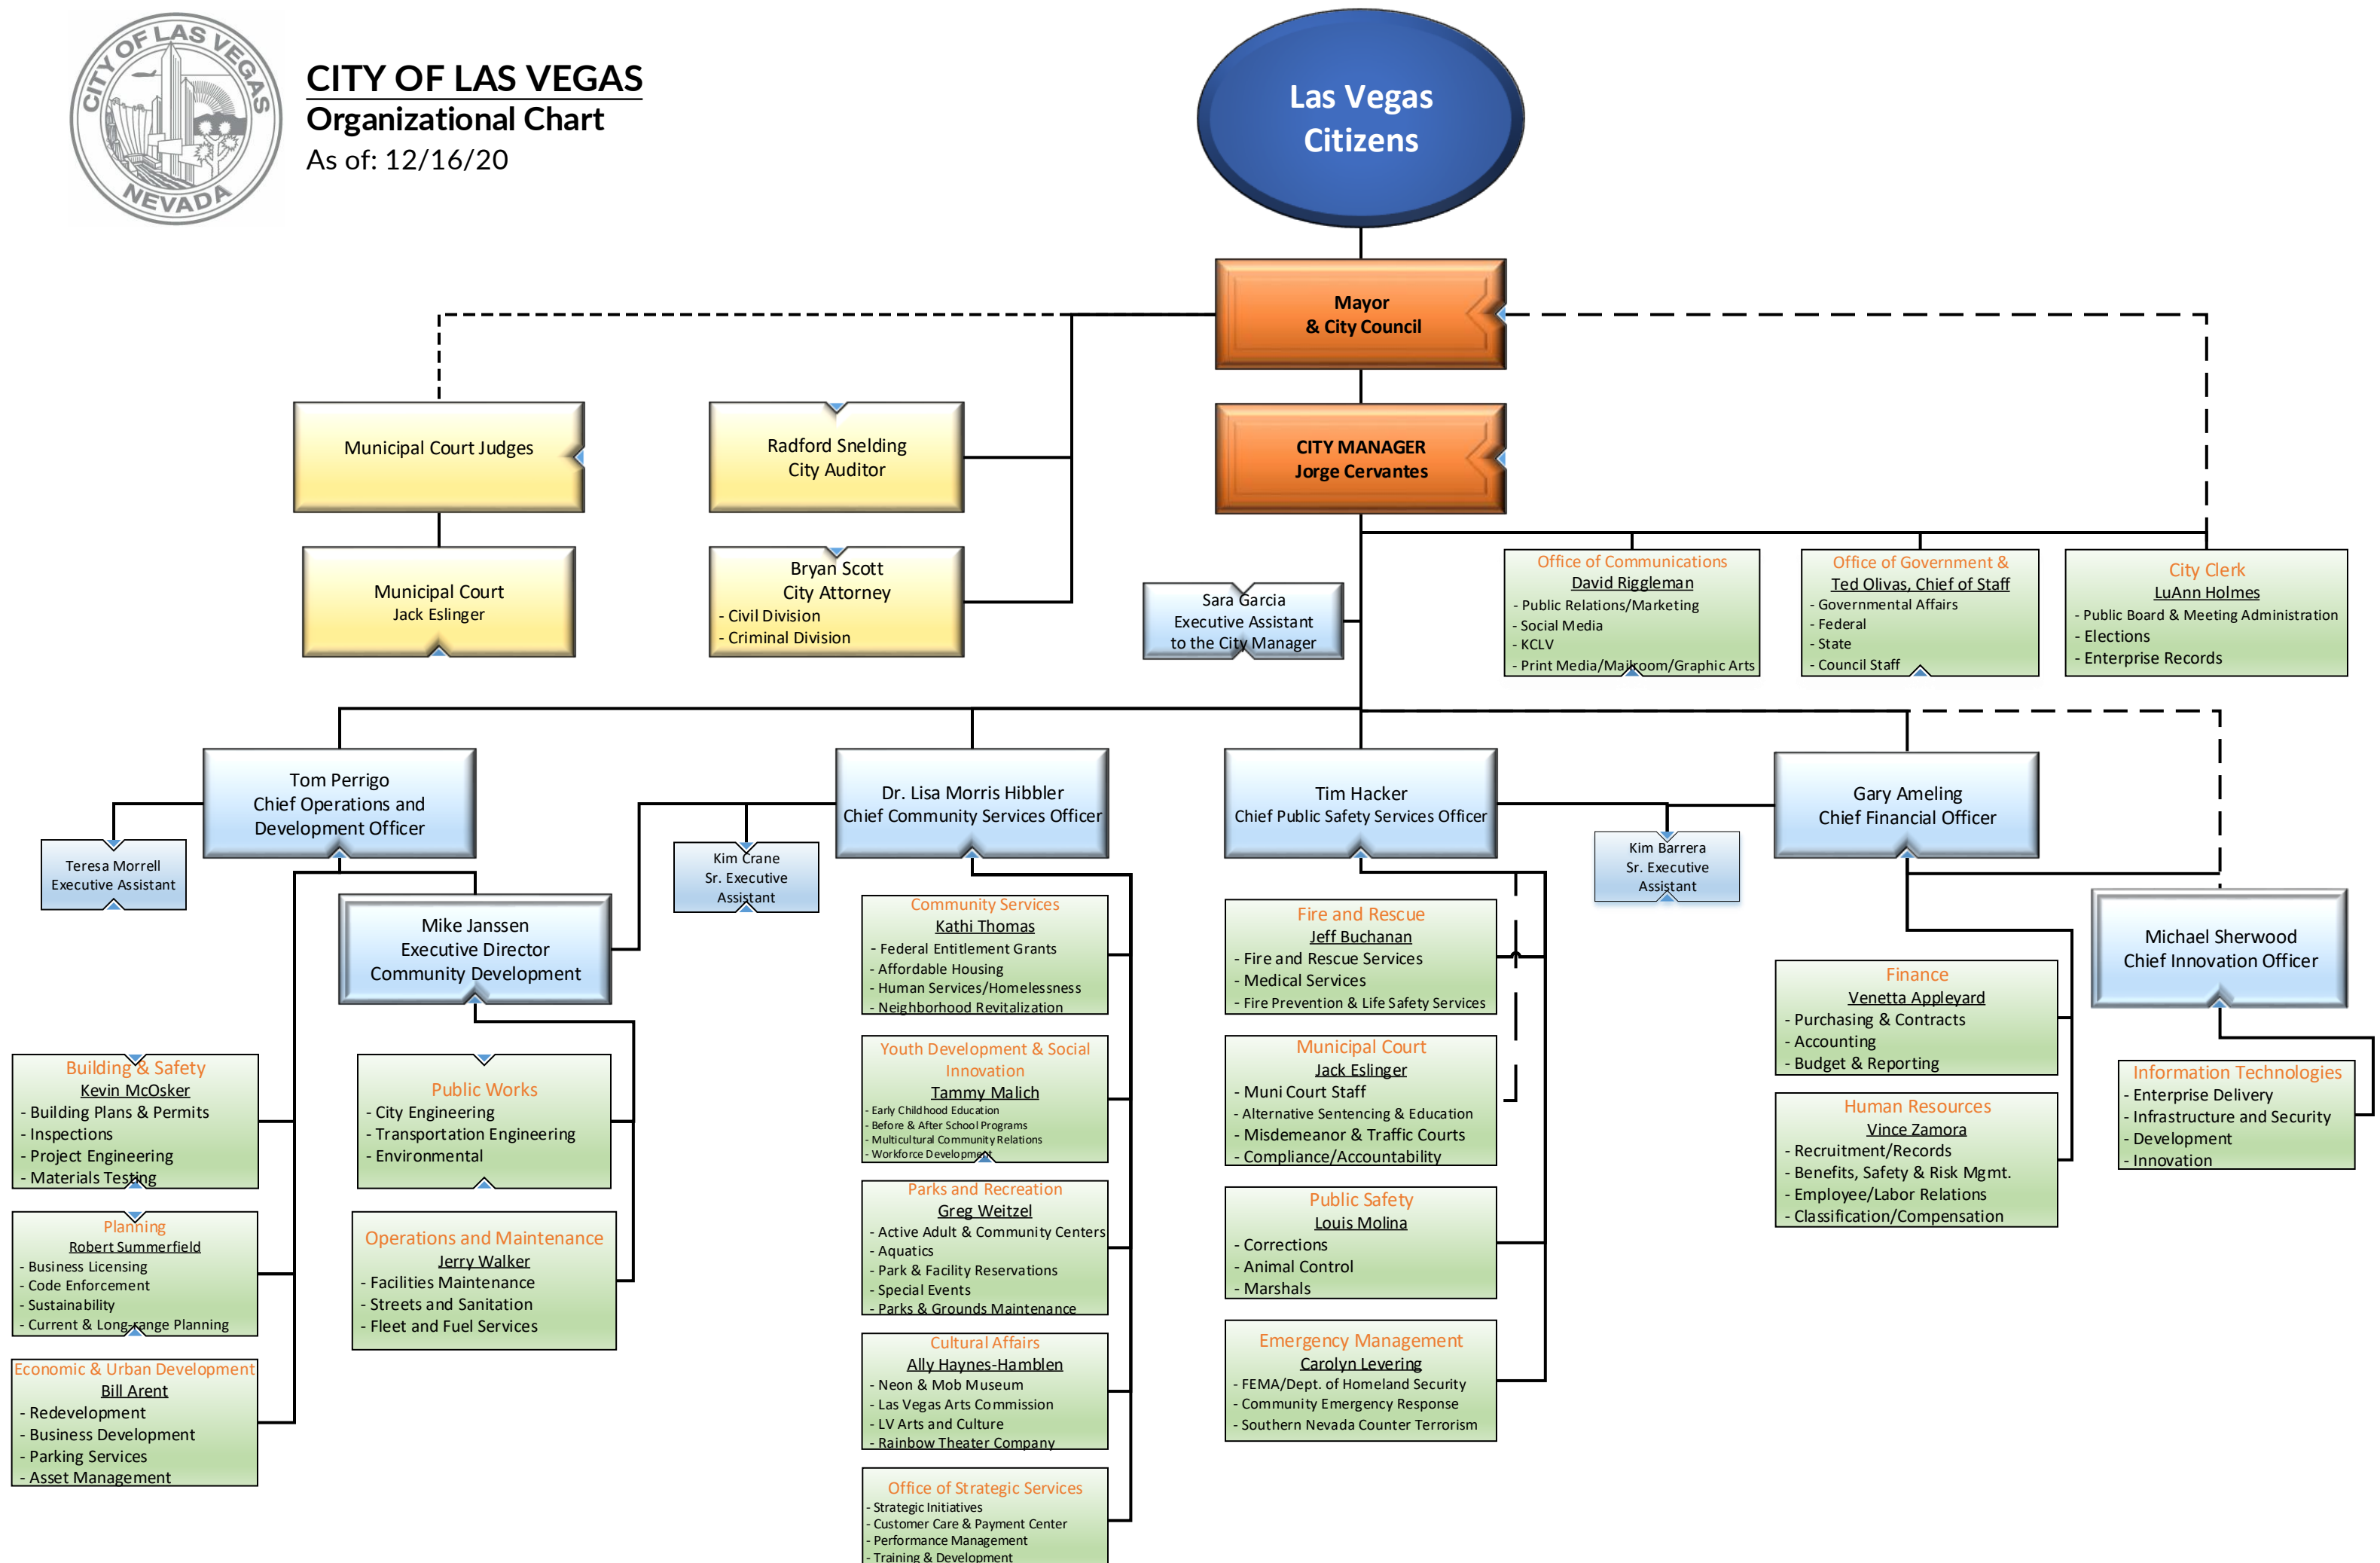 CITY OF LAS VEGAS
NEVADA
CITY OF LAS VEGAS
Organizational Chart
As of: 12/16/20
Las Vegas
Citizens
Mayor
& City Council
Municipal Court Judges
Radford Snelding
City Auditor
CITY MANAGER
Jorge Cervantes
Municipal Court
Jack Eslinger
Bryan Scott
City Attorney
- Civil Division
- Criminal Division
Sara Garcia
Executive Assistant
to the City Manager
Office of Communications
David Riggleman
- Public Relations/Marketing
- Social Media
- KCLV
- Print Media/Mailroom/Graphic Arts
Office of Government &
Ted Olivas, Chief of Staff
- Governmental Affairs
- Federal
- State
- Council Staff
City Clerk
LuAnn Holmes
- Public Board & Meeting Administration
- Elections
- Enterprise Records
Tom Perrigo
Chief Operations and
Development Officer
Dr. Lisa Morris Hibbler
Chief Community Services Officer
Tim Hacker
Chief Public Safety Services Officer
Gary Ameling
Chief Financial Officer
Teresa Morrell
Executive Assistant
Kim Crane
Sr. Executive
Assistant
Kim Barrera
Sr. Executive
Assistant
Mike Janssen
Executive Director
Community Development
Michael Sherwood
Chief Innovation Officer
Building & Safety
Kevin McOsker
- Building Plans & Permits
- Inspections
- Project Engineering
- Materials Testing
Planning
Robert Summerfield
- Business Licensing
- Code Enforcement
- Sustainability
- Current & Long-range Planning
Economic & Urban Development
Bill Arent
- Redevelopment
- Business Development
- Parking Services
- Asset Management
Public Works
- City Engineering
- Transportation Engineering
- Environmental
Operations and Maintenance
Jerry Walker
- Facilities Maintenance
- Streets and Sanitation
- Fleet and Fuel Services
Community Services
Kathi Thomas
- Federal Entitlement Grants
- Affordable Housing
- Human Services/Homelessness
- Neighborhood Revitalization
Youth Development & Social
Innovation
Tammy Malich
- Early Childhood Education
- Before & After School Programs
- Multicultural Community Relations
- Workforce Development
Parks and Recreation
Greg Weitzel
- Active Adult & Community Centers
- Aquatics
- Park & Facility Reservations
- Special Events
- Parks & Grounds Maintenance
Cultural Affairs
Ally Haynes-Hamblen
- Neon & Mob Museum
- Las Vegas Arts Commission
- LV Arts and Culture
- Rainbow Theater Company
Office of Strategic Services
- Strategic Initiatives
- Customer Care & Payment Center
- Performance Management
- Training & Development
Fire and Rescue
Jeff Buchanan
- Fire and Rescue Services
- Medical Services
- Fire Prevention & Life Safety Services
Municipal Court
Jack Eslinger
- Muni Court Staff
- Alternative Sentencing & Education
- Misdemeanor & Traffic Courts
- Compliance/Accountability
Public Safety
Louis Molina
- Corrections
- Animal Control
- Marshals
Emergency Management
Carolyn Levering
- FEMA/Dept. of Homeland Security
- Community Emergency Response
- Southern Nevada Counter Terrorism
Finance
Venetta Appleyard
- Purchasing & Contracts
- Accounting
- Budget & Reporting
Human Resources
Vince Zamora
- Recruitment/Records
- Benefits, Safety & Risk Mgmt.
- Employee/Labor Relations
- Classification/Compensation
Information Technologies
- Enterprise Delivery
- Infrastructure and Security
- Development
- Innovation